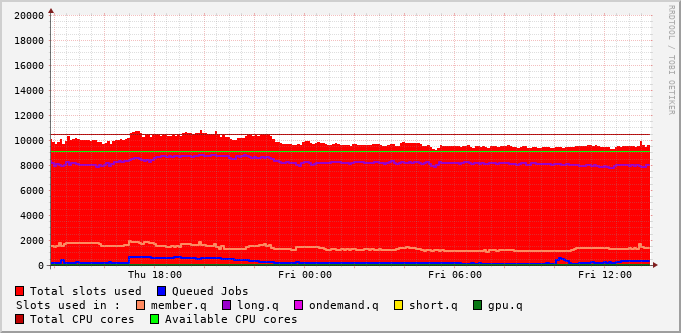 RRDTOOL / TOBI OETIKER
20000
18000
16000
14000
12000
10000
8000
6000
4000
2000
0
Thu 18:00 Fri 00:00 Fri 06:00 Fri 12:00
Total slots used Queued Jobs
Slots used in : member.q long.q ondemand.q short.q gpu.q
Total CPU cores Available CPU cores